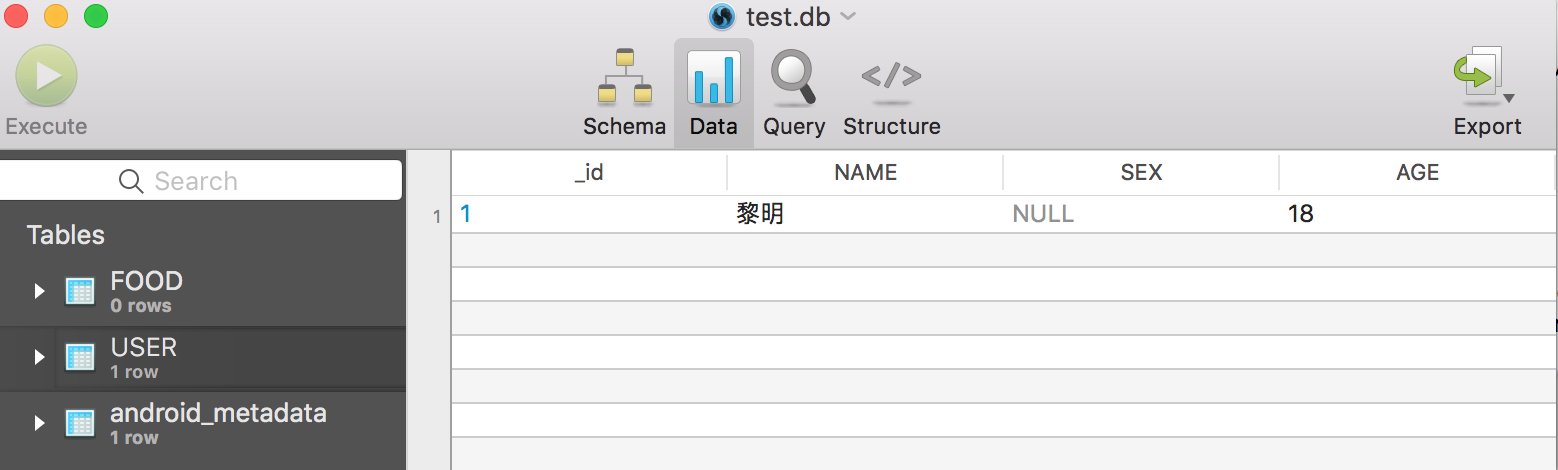 test.db
Execute
Schema
Data
Query
Structure
Export
Search
Tables
FOOD
0 rows
USER
1 row
android_metadata
1 row
_id NAME SEX AGE
1 1 黎明 NULL 18